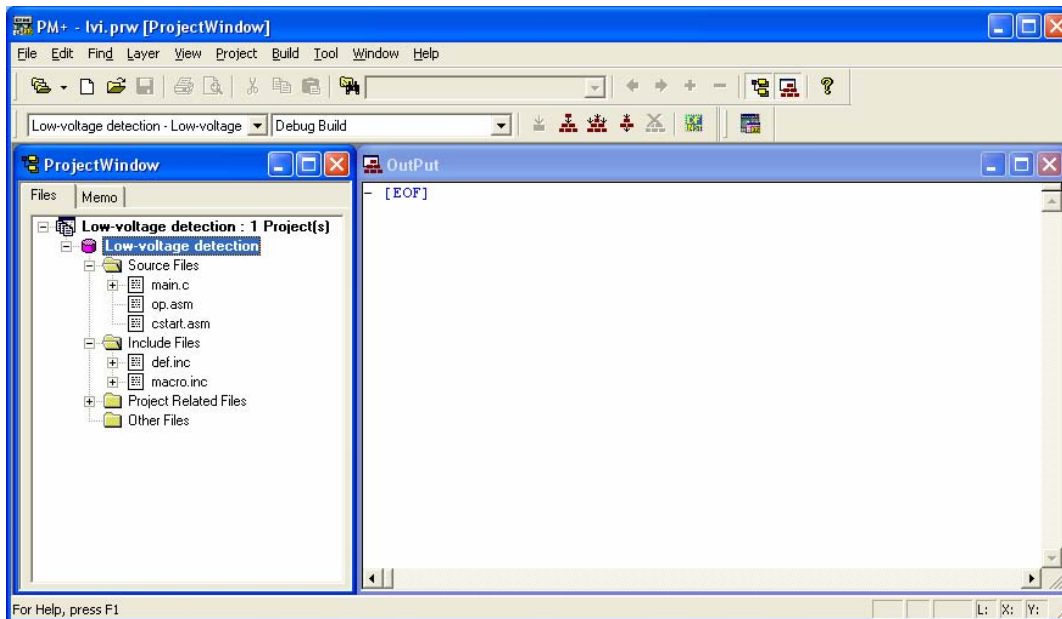 PM+ - lvi.prw [ProjectWindow]
File Edit Find Layer View Project Build Tool Window Help
Low-voltage detection - Low-voltage Debug Build
ProjectWindow
OutPut
Files Memo
- [EOF]
Low-voltage detection : 1 Project(s)
Low-voltage detection
Source Files
main.c
op.asm
cstart.asm
Include Files
def.inc
macro.inc
Project Related Files
Other Files
For Help, press F1
L: X: Y: